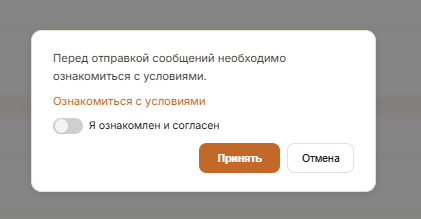 Перед отправкой сообщений необходимо
ознакомиться с условиями.
Ознакомиться с условиями
Я ознакомлен и согласен
Принять
Отмена